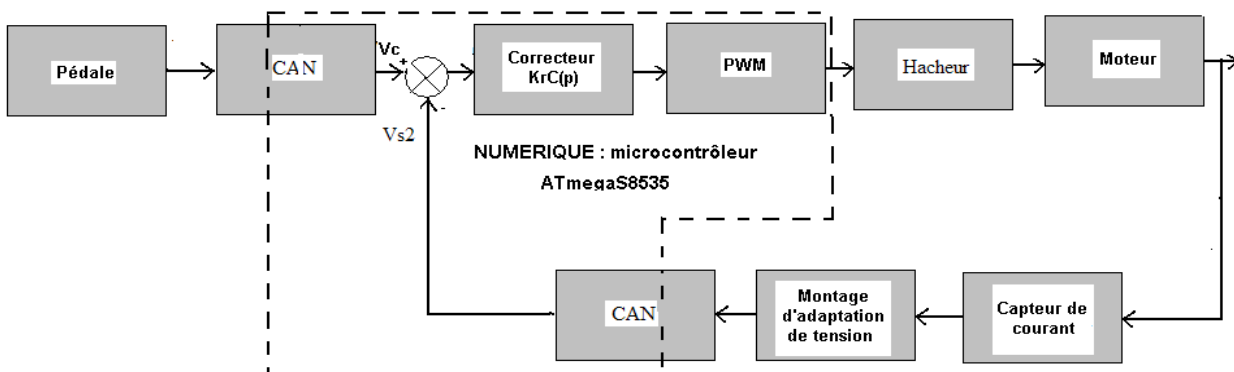 Pédale
CAN
Vc
+
Correcteur
KrC(p)
PWM
Hacheur
Moteur
-
Vs2
NUMERIQUE : microcontrôleur
ATmegaS8535
CAN
Montage
d'adaptation
de tension
Capteur de
courant